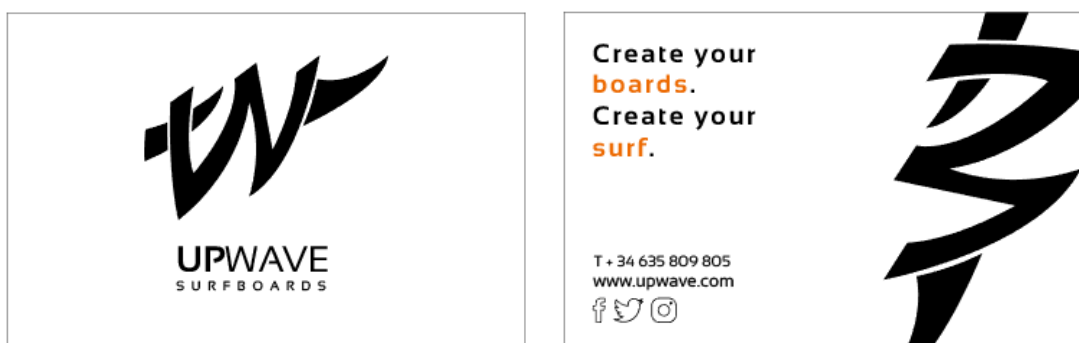 UPWAVE
SURFBOARDS
Create your
boards.
Create your
surf.
T + 34 635 809 805
www.upwave.com